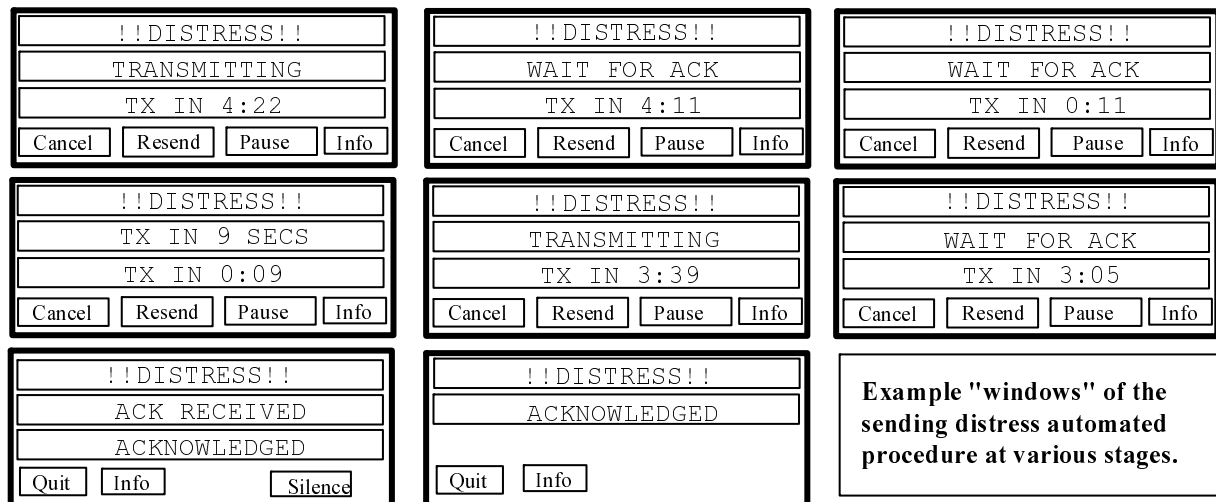 !!DISTRESS!!
TRANSMITTING
TX IN 4:22
Cancel Resend Pause Info
!!DISTRESS!!
WAIT FOR ACK
TX IN 4:11
Cancel Resend Pause Info
!!DISTRESS!!
WAIT FOR ACK
TX IN 0:11
Cancel Resend Pause Info
!!DISTRESS!!
TX IN 9 SECS
TX IN 0:09
Cancel Resend Pause Info
!!DISTRESS!!
TRANSMITTING
TX IN 3:39
Cancel Resend Pause Info
!!DISTRESS!!
WAIT FOR ACK
TX IN 3:05
Cancel Resend Pause Info
!!DISTRESS!!
ACK RECEIVED
ACKNOWLEDGED
Quit Info Silence
!!DISTRESS!!
ACKNOWLEDGED
Quit Info
Example "windows" of the
sending distress automated
procedure at various stages.